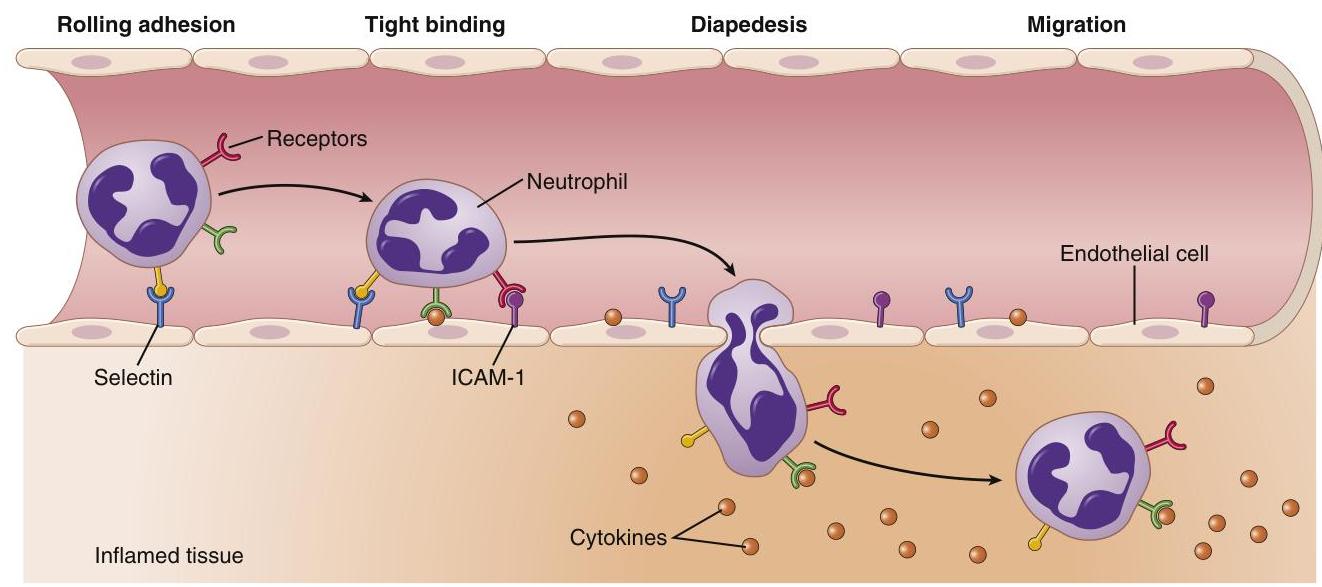 Rolling adhesion
Tight binding
Diapedesis
Migration
Receptors
Neutrophil
Endothelial cell
Selectin
ICAM-1
Cytokines
Inflamed tissue